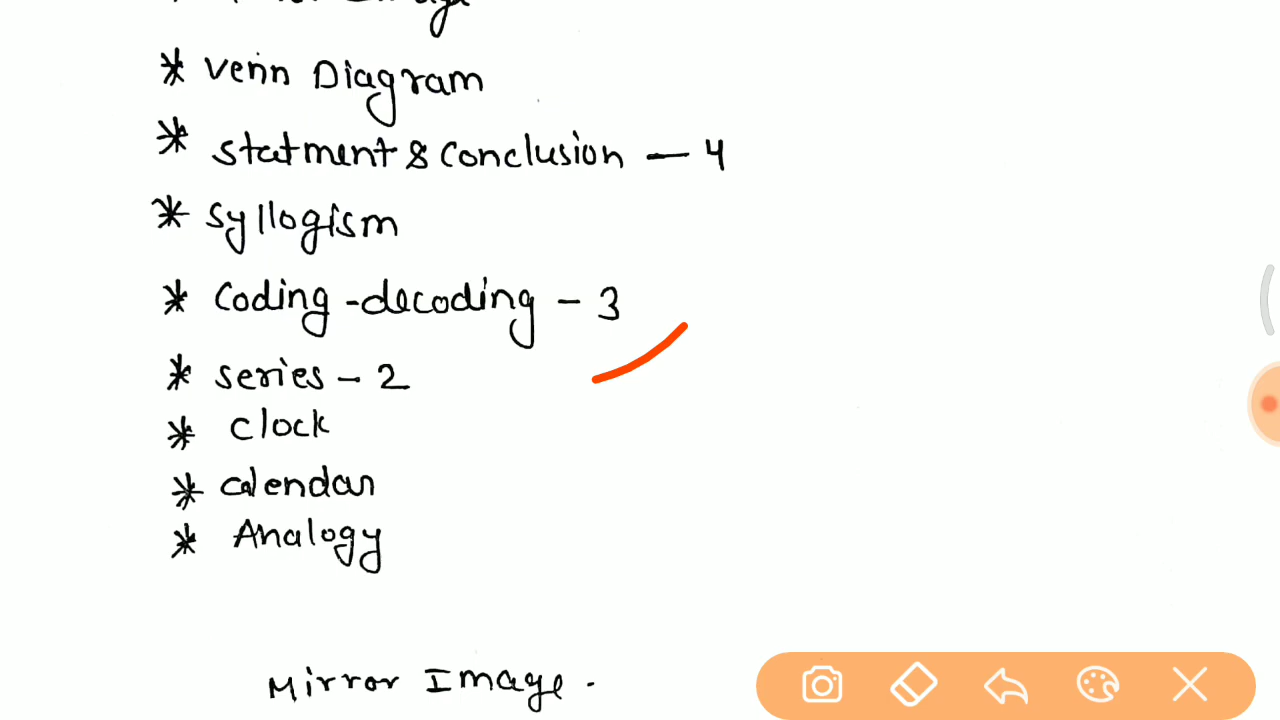 * Venn Diagram
* Statment & Conclusion — 4
* Syllogism
* Coding -decoding - 3
* Series - 2
* Clock
* Calendar
* Analogy
Mirror Image .